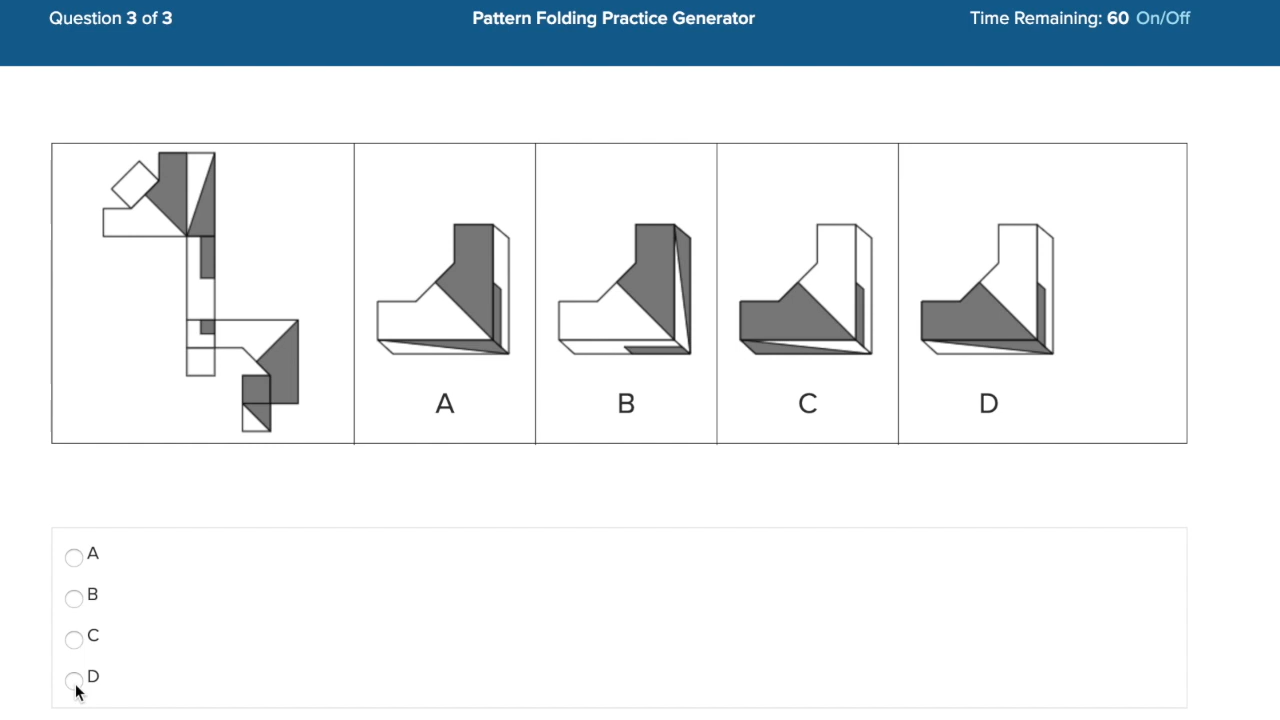 Question 3 of 3
Pattern Folding Practice Generator
Time Remaining: 60 On/Off
A
B
C
D
A
B
C
D